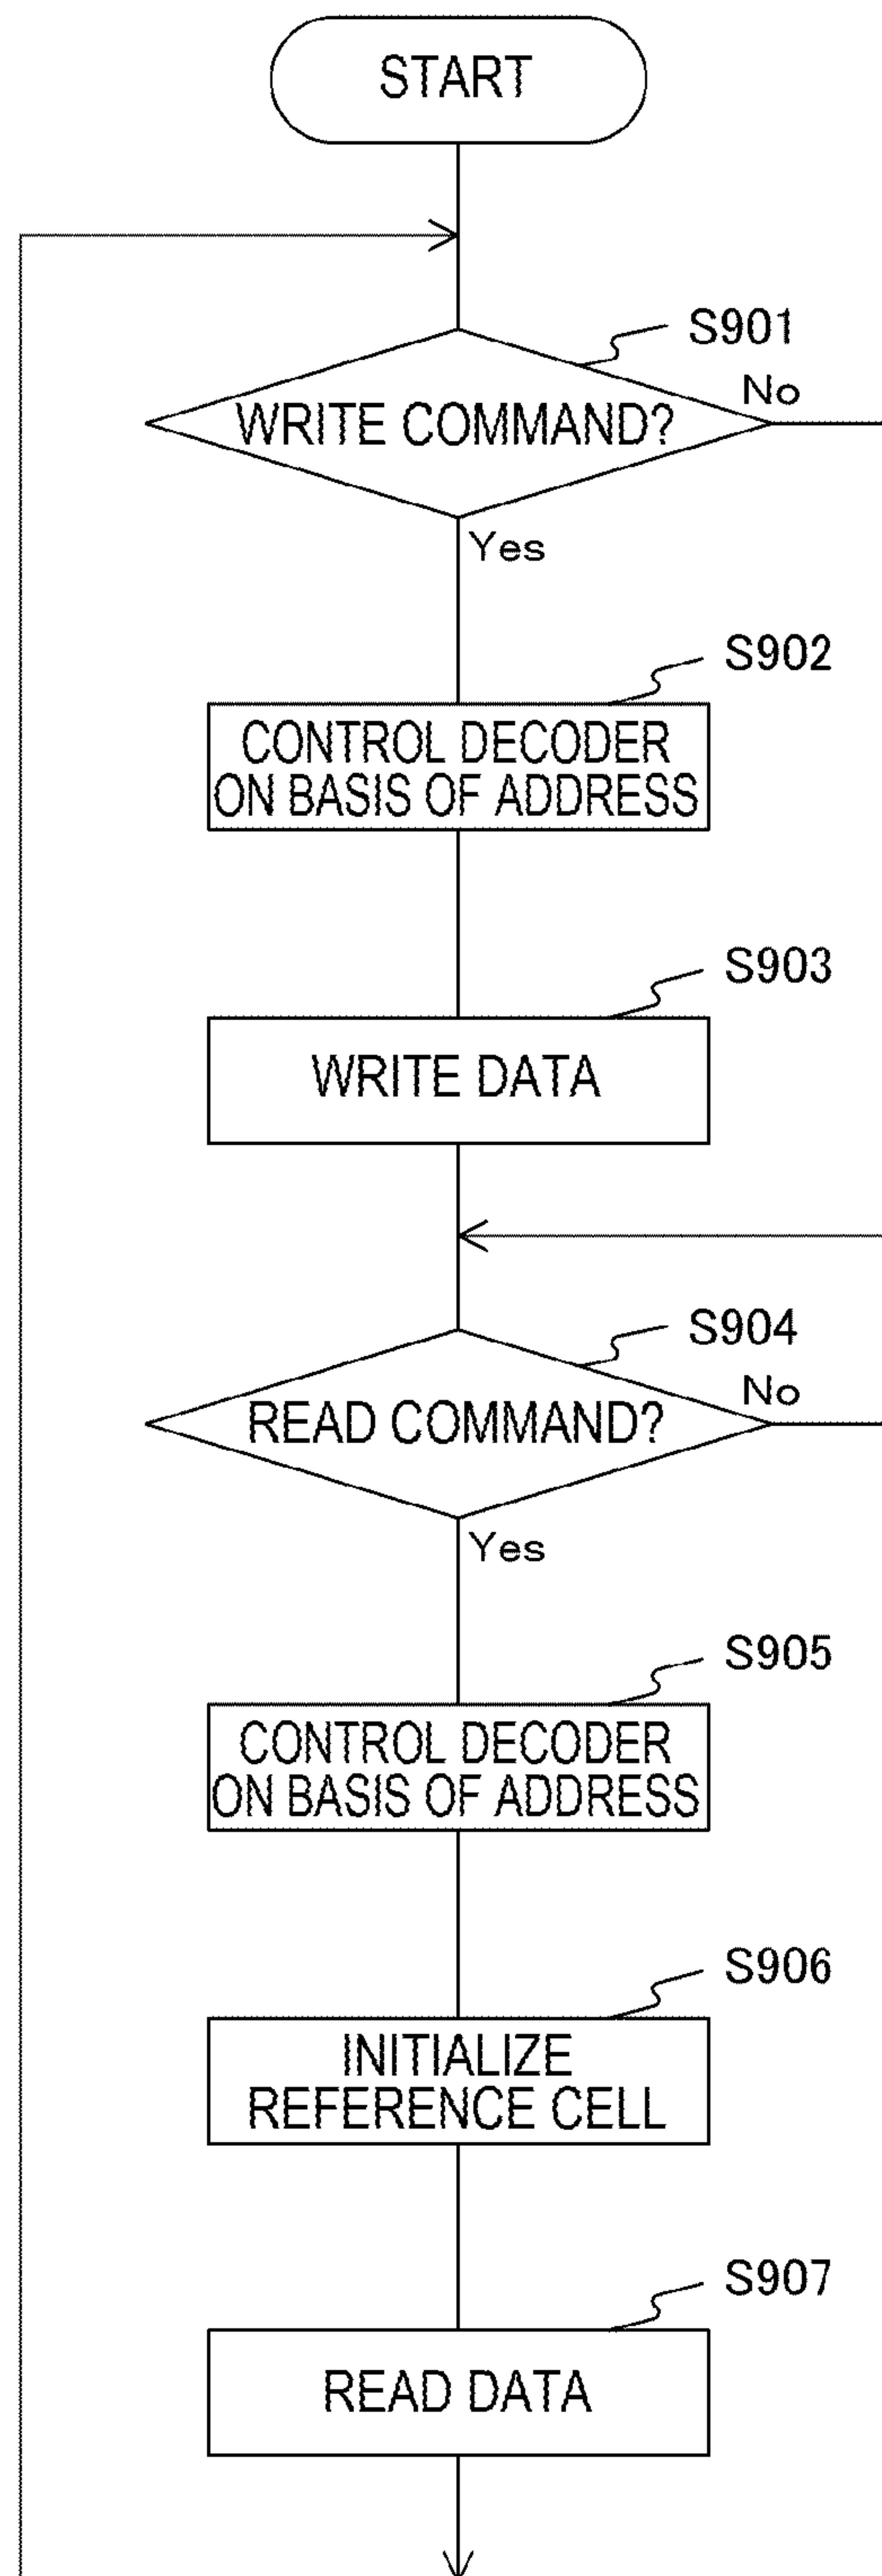 START
S901
No
WRITE COMMAND?
Yes
S902
CONTROL DECODER
ON BASIS OF ADDRESS
S903
WRITE DATA
S904
No
READ COMMAND?
Yes
S905
CONTROL DECODER
ON BASIS OF ADDRESS
S906
INITIALIZE
REFERENCE CELL
S907
READ DATA